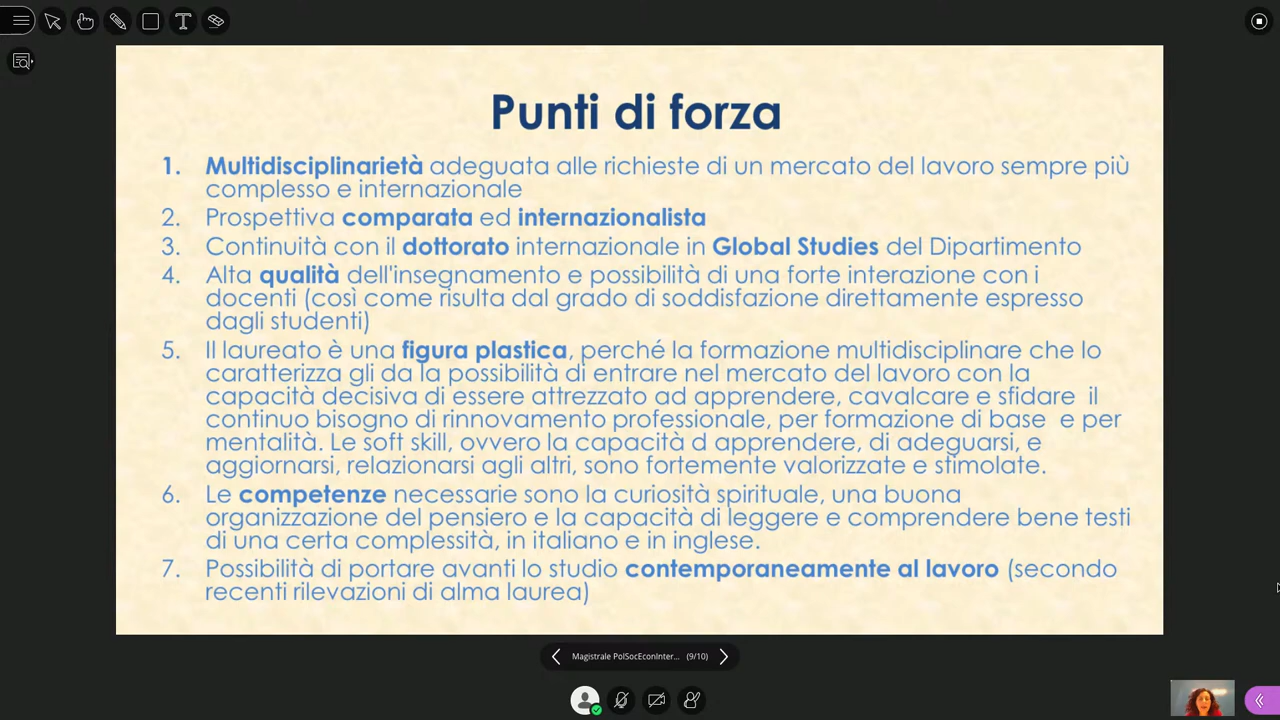 Punti di forza
1. Multidisciplinarietà adeguata alle richieste di un mercato del lavoro sempre più
complesso e internazionale
2. Prospettiva comparata ed internazionalista
3. Continuità con il dottorato internazionale in Global Studies del Dipartimento
4. Alta qualità dell'insegnamento e possibilità di una forte interazione con i
docenti (così come risulta dal grado di soddisfazione direttamente espresso
dagli studenti)
5. Il laureato è una figura plastica, perché la formazione multidisciplinare che lo
caratterizza gli da la possibilità di entrare nel mercato del lavoro con la
capacità decisiva di essere attrezzato ad apprendere, cavalcare e sfidare il
continuo bisogno di rinnovamento professionale, per formazione di base e per
mentalità. Le soft skill, ovvero la capacità d apprendere, di adeguarsi, e
aggiornarsi, relazionarsi agli altri, sono fortemente valorizzate e stimolate.
6. Le competenze necessarie sono la curiosità spirituale, una buona
organizzazione del pensiero e la capacità di leggere e comprendere bene testi
di una certa complessità, in italiano e in inglese.
7. Possibilità di portare avanti lo studio contemporaneamente al lavoro (secondo
recenti rilevazioni di alma laurea)
Magistrale PolSocEconInter... (9/10)